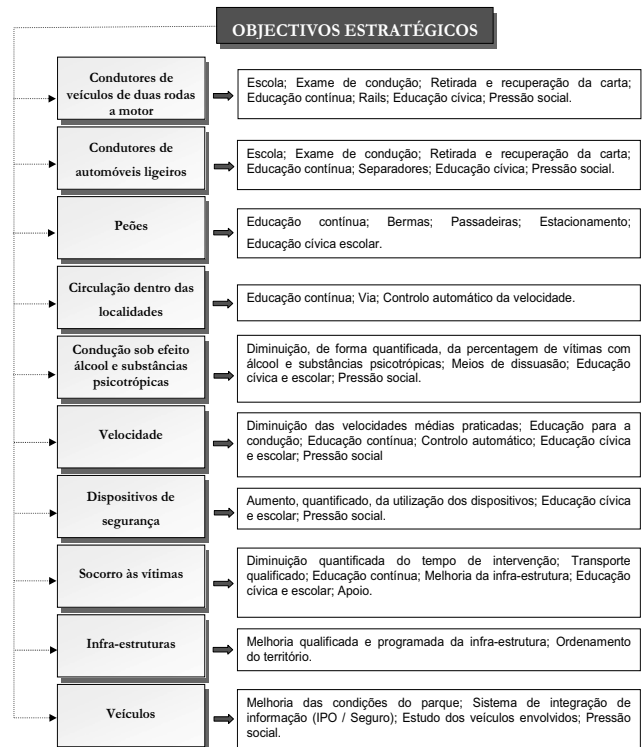 OBJECTIVOS ESTRATÉGICOS
Condutores de
veículos de duas rodas
a motor
Escola; Exame de condução; Retirada e recuperação da carta;
Educação contínua; Rails; Educação cívica; Pressão social.
Condutores de
automóveis ligeiros
Escola; Exame de condução; Retirada e recuperação da carta;
Educação contínua; Separadores; Educação cívica; Pressão social.
Peões
Educação contínua; Bermas; Passadeiras; Estacionamento;
Educação cívica escolar.
Circulação dentro das
localidades
Educação contínua; Via; Controlo automático da velocidade.
Condução sob efeito
álcool e substâncias
psicotrópicas
Diminuição, de forma quantificada, da percentagem de vítimas com
álcool e substâncias psicotrópicas; Meios de dissuasão; Educação
cívica e escolar; Pressão social.
Velocidade
Diminuição das velocidades médias praticadas; Educação para a
condução; Educação contínua; Controlo automático; Educação cívica
e escolar; Pressão social
Dispositivos de
segurança
Aumento, quantificado, da utilização dos dispositivos; Educação cívica
e escolar; Pressão social.
Socorro às vítimas
Diminuição quantificada do tempo de intervenção; Transporte
qualificado; Educação contínua; Melhoria da infra-estrutura; Educação
cívica e escolar; Apoio.
Infra-estruturas
Melhoria qualificada e programada da infra-estrutura; Ordenamento
do território.
Veículos
Melhoria das condições do parque; Sistema de integração de
informação (IPO / Seguro); Estudo dos veículos envolvidos; Pressão
social.